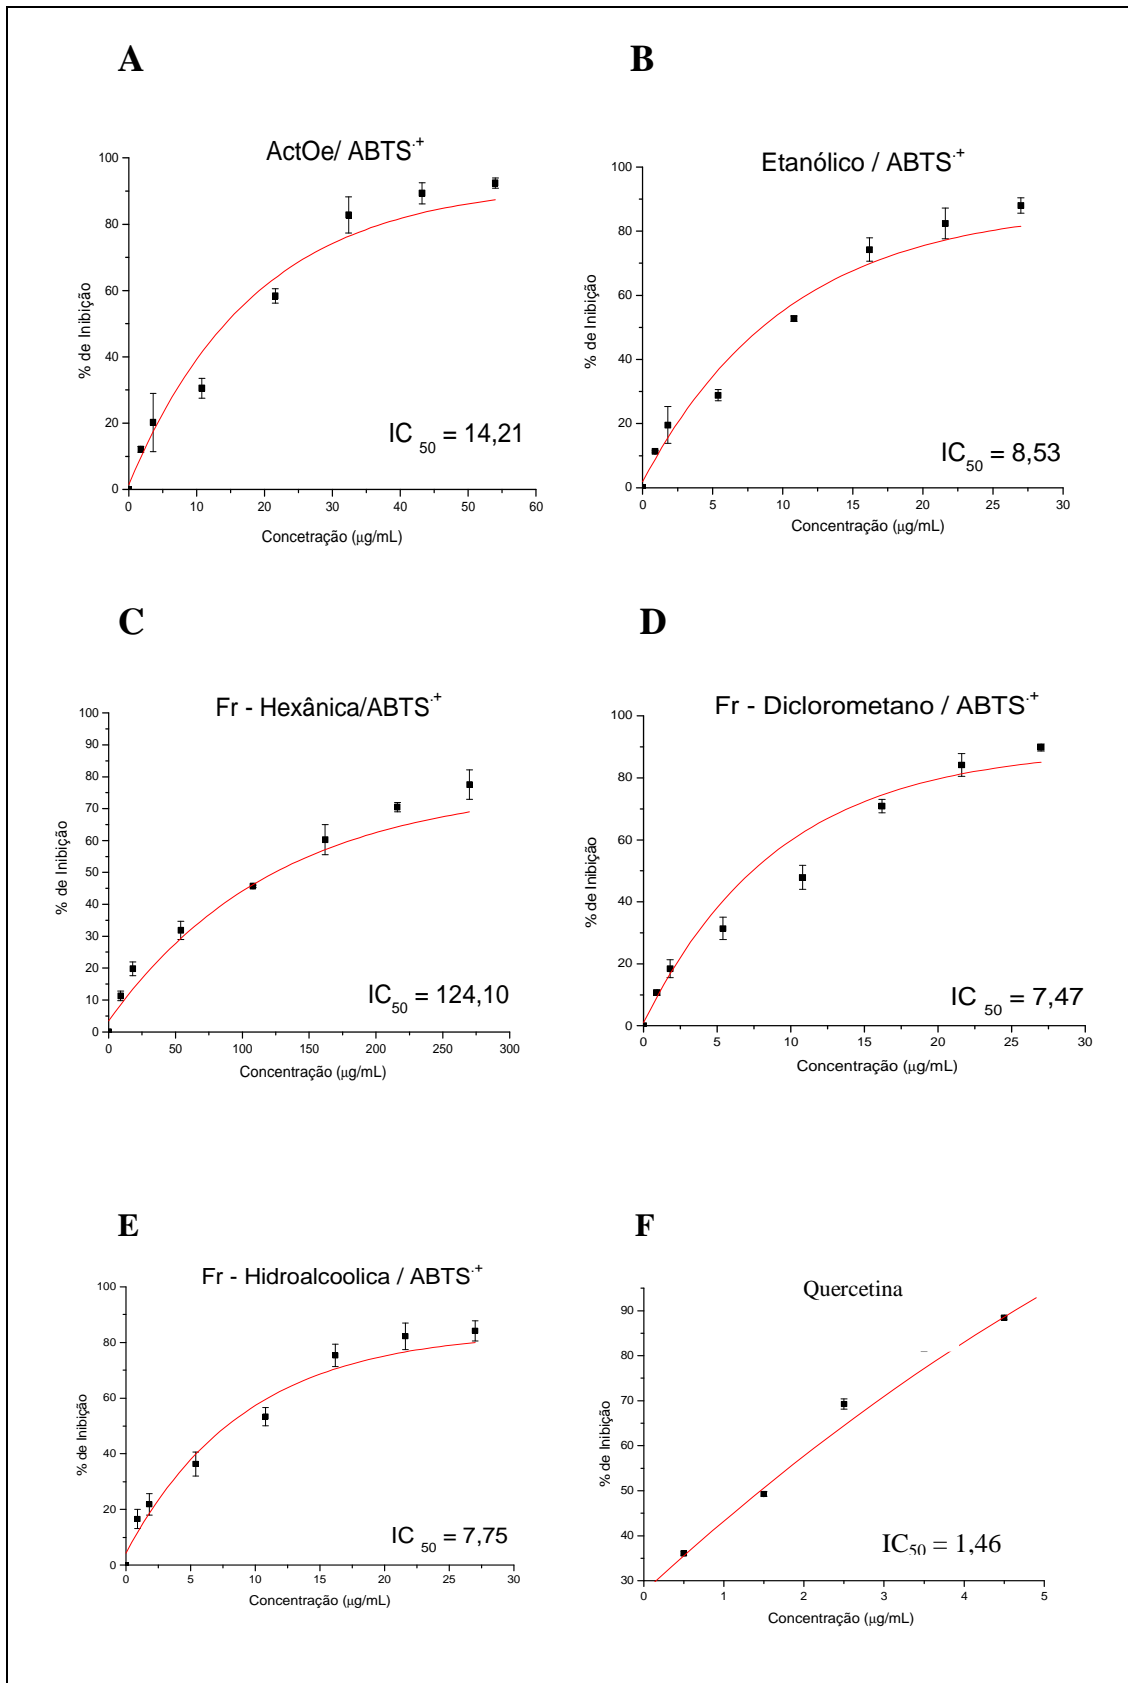 A
ActOe/ ABTS.+
100
80
60
40
20
0
% de Inibição
0 10 20 30 40 50 60
Concetração (µg/mL)
IC 50 = 14,21
B
Etanólico / ABTS.+
100
80
60
40
20
0
% de Inibição
0 5 10 15 20 25 30
Concentração (µg/mL)
IC50 = 8,53
C
Fr - Hexânica/ABTS.+
100
90
80
70
60
50
40
30
20
10
0
% de Inibição
0 50 100 150 200 250 300
Concentração (µg/mL)
IC50 = 124,10
D
Fr - Diclorometano / ABTS.+
100
80
60
40
20
0
% de Inibição
0 5 10 15 20 25 30
Concentração (µg/mL)
IC 50 = 7,47
E
Fr - Hidroalcoolica / ABTS.+
100
80
60
40
20
0
% de Inibição
0 5 10 15 20 25 30
Concentração (µg/mL)
IC 50 = 7,75
F
Quercetina
90
80
70
60
50
40
30
% de Inibição
0 1 2 3 4 5
Concentração (µg/mL)
IC50 = 1,46